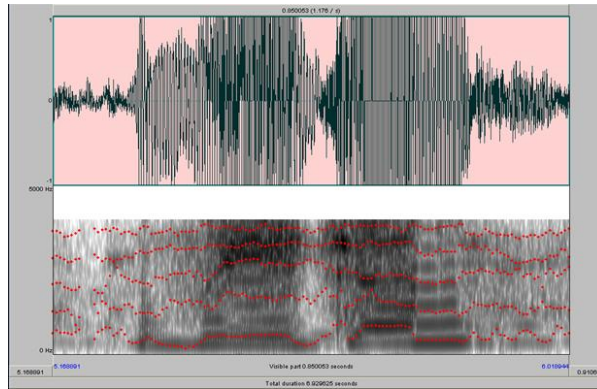 0.850053 (1.176 / s)
1
0
-1
5000 Hz
0 Hz
5.168891
Visible part 0.850053 seconds
6.018944
5.168891
0.9106
Total duration 6.929625 seconds